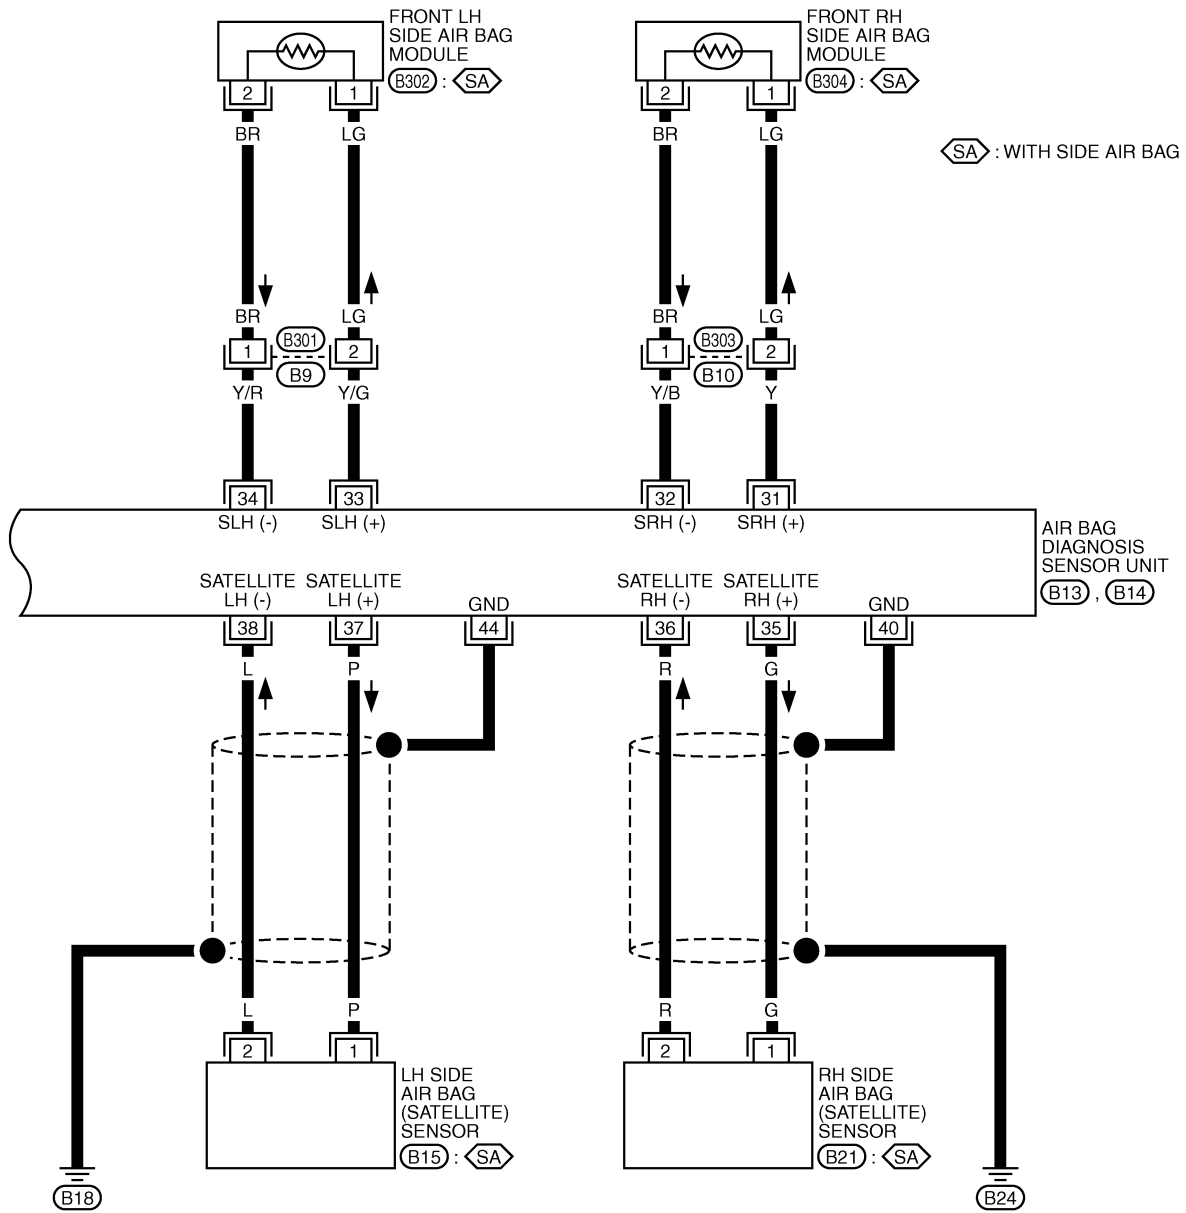 FRONT LH
SIDE AIR BAG
MODULE
B302 : SA
FRONT RH
SIDE AIR BAG
MODULE
B304 : SA
2 1 2 1
BR LG BR LG
SA : WITH SIDE AIR BAG
BR LG BR LG
B301 B303
1 2 1 2
B9 B10
Y/R Y/G Y/B Y
34 33 32 31
SLH (-) SLH (+) SRH (-) SRH (+)
AIR BAG
DIAGNOSIS
SENSOR UNIT
B13 , B14
SATELLITE
LH (-)
SATELLITE
LH (+)
GND
SATELLITE
RH (-)
SATELLITE
RH (+)
GND
38 37 44 36 35 40
L P R G
L P R G
2 1 2 1
LH SIDE
AIR BAG
(SATELLITE)
SENSOR
B15 : SA
RH SIDE
AIR BAG
(SATELLITE)
SENSOR
B21 : SA
B18 B24